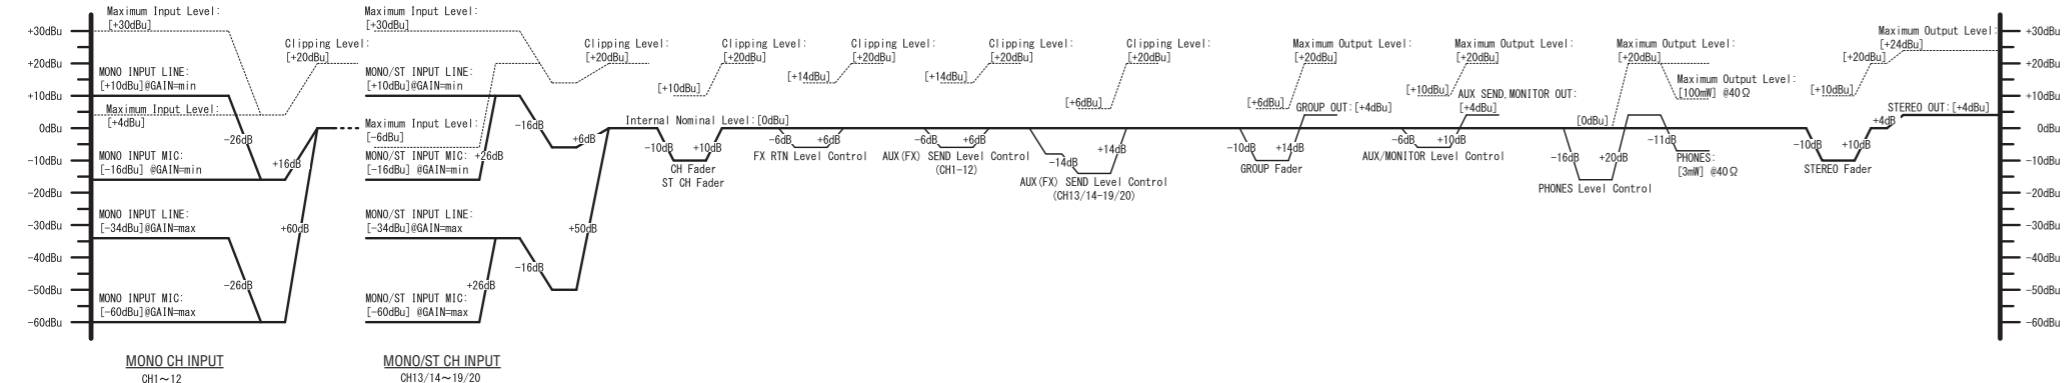 +30dBu
+20dBu
+10dBu
0dBu
-10dBu
-20dBu
-30dBu
-40dBu
-50dBu
-60dBu
Maximum Input Level:
[+30dBu]
Clipping Level:
[+20dBu]
MONO INPUT LINE:
[+10dBu]@GAIN=min
Maximum Input Level:
[+4dBu]
-26dB
+16dB
MONO INPUT MIC:
[-16dBu] @GAIN=min
MONO INPUT LINE:
[-34dBu]@GAIN=max
+60dB
-26dB
MONO INPUT MIC:
[-60dBu]@GAIN=max
MONO CH INPUT
CH1~12
Maximum Input Level:
[+30dBu]
Clipping Level:
[+20dBu]
MONO/ST INPUT LINE:
[+10dBu]@GAIN=min
-16dB
+6dB
Maximum Input Level:
[-6dBu]
MONO/ST INPUT MIC:
[-16dBu] @GAIN=min
+26dB
MONO/ST INPUT LINE:
[-34dBu]@GAIN=max
+50dB
-16dB
+26dB
MONO/ST INPUT MIC:
[-60dBu] @GAIN=max
MONO/ST CH INPUT
CH13/14~19/20
Internal Nominal Level:[0dBu]
Clipping Level:
[+20dBu]
[+10dBu]
-10dB
+10dB
CH Fader
ST CH Fader
Clipping Level:
[+20dBu]
[+14dBu]
-6dB
+6dB
FX RTN Level Control
Clipping Level:
[+20dBu]
[+14dBu]
-6dB
+6dB
AUX(FX) SEND Level Control
(CH1-12)
Clipping Level:
[+20dBu]
[+6dBu]
-14dB
+14dB
AUX(FX) SEND Level Control
(CH13/14-19/20)
Maximum Output Level:
[+20dBu]
[+6dBu]
GROUP OUT:[+4dBu]
-10dB
+14dB
GROUP Fader
Maximum Output Level:
[+20dBu]
[+10dBu]
AUX SEND,MONITOR OUT:
[+4dBu]
-6dB
+10dB
AUX/MONITOR Level Control
Maximum Output Level:
[+20dBu]
Maximum Output Level:
[100mW] @40Ω
[0dBu]
-16dB
+20dB
-11dB
PHONES:
[3mW] @40Ω
PHONES Level Control
Maximum Output Level:
[+24dBu]
[+20dBu]
[+10dBu]
STEREO OUT:[+4dBu]
+4dB
-10dB
+10dB
STEREO Fader
+30dBu
+20dBu
+10dBu
0dBu
-10dBu
-20dBu
-30dBu
-40dBu
-50dBu
-60dBu